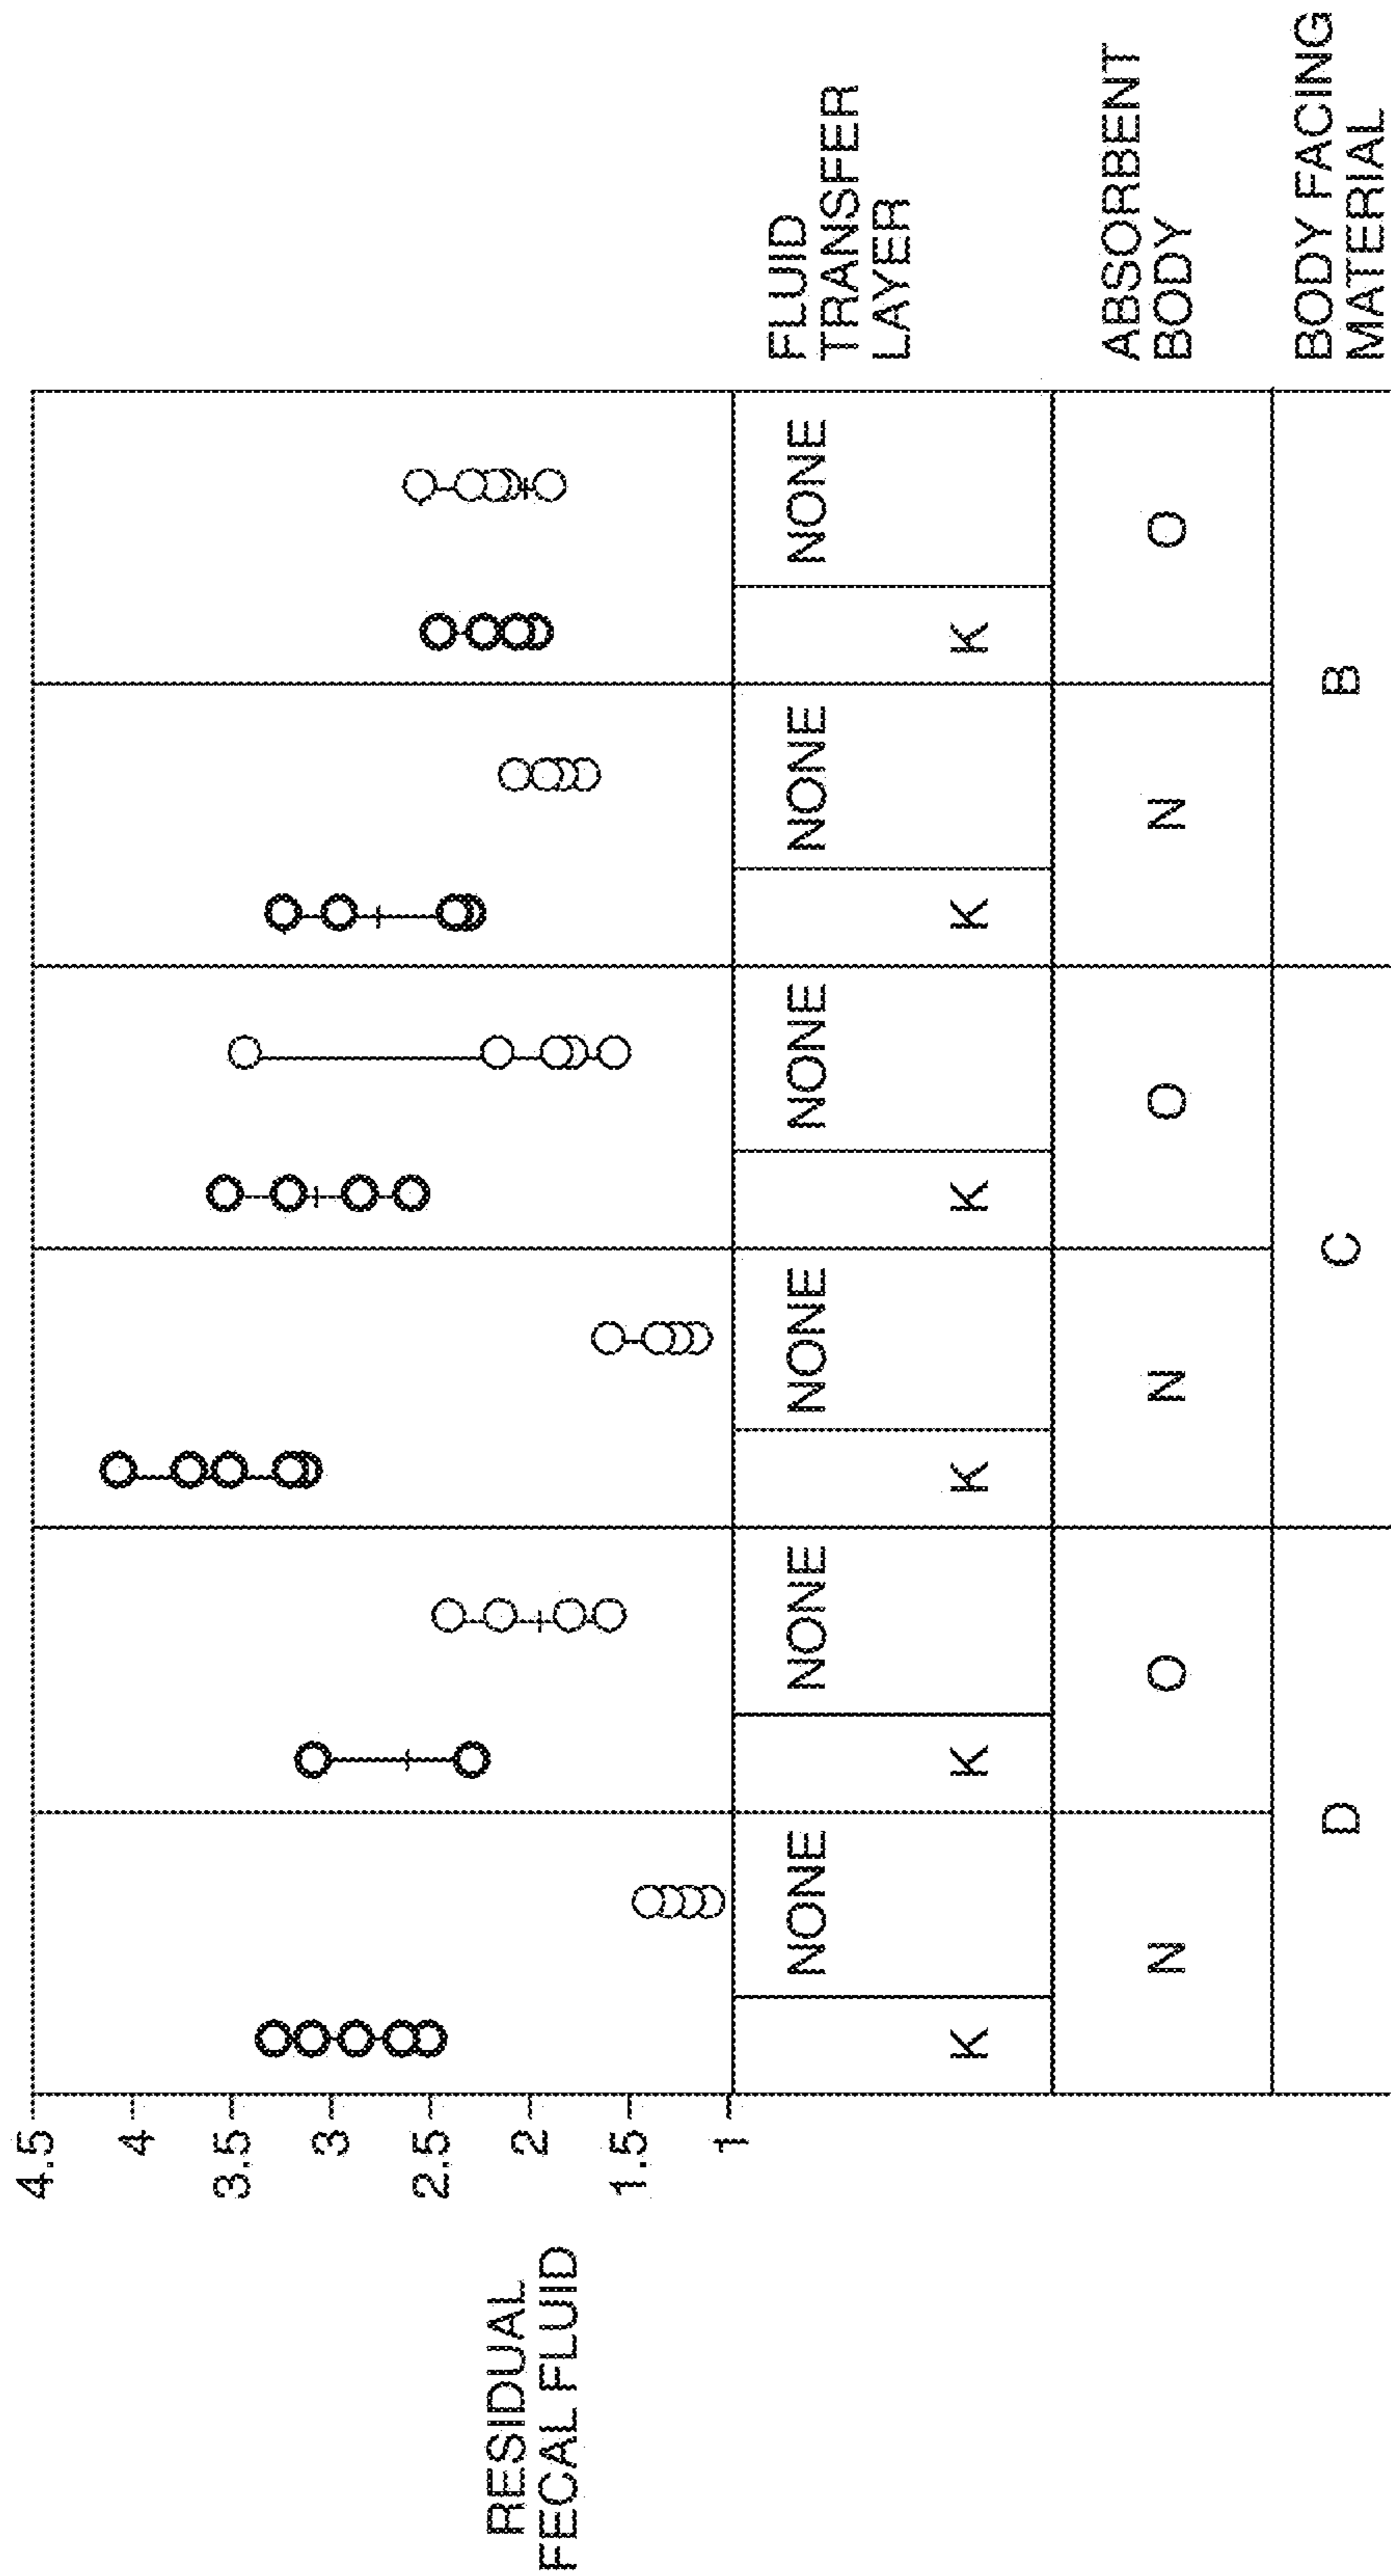 RESIDUAL
FECAL FLUID
4.5
4
3.5
3
2.5
2
1.5
1
K NONE K NONE K NONE K NONE K NONE K NONE
FLUID
TRANSFER
LAYER
N O N O N O
ABSORBENT
BODY
D C B
BODY FACING
MATERIAL